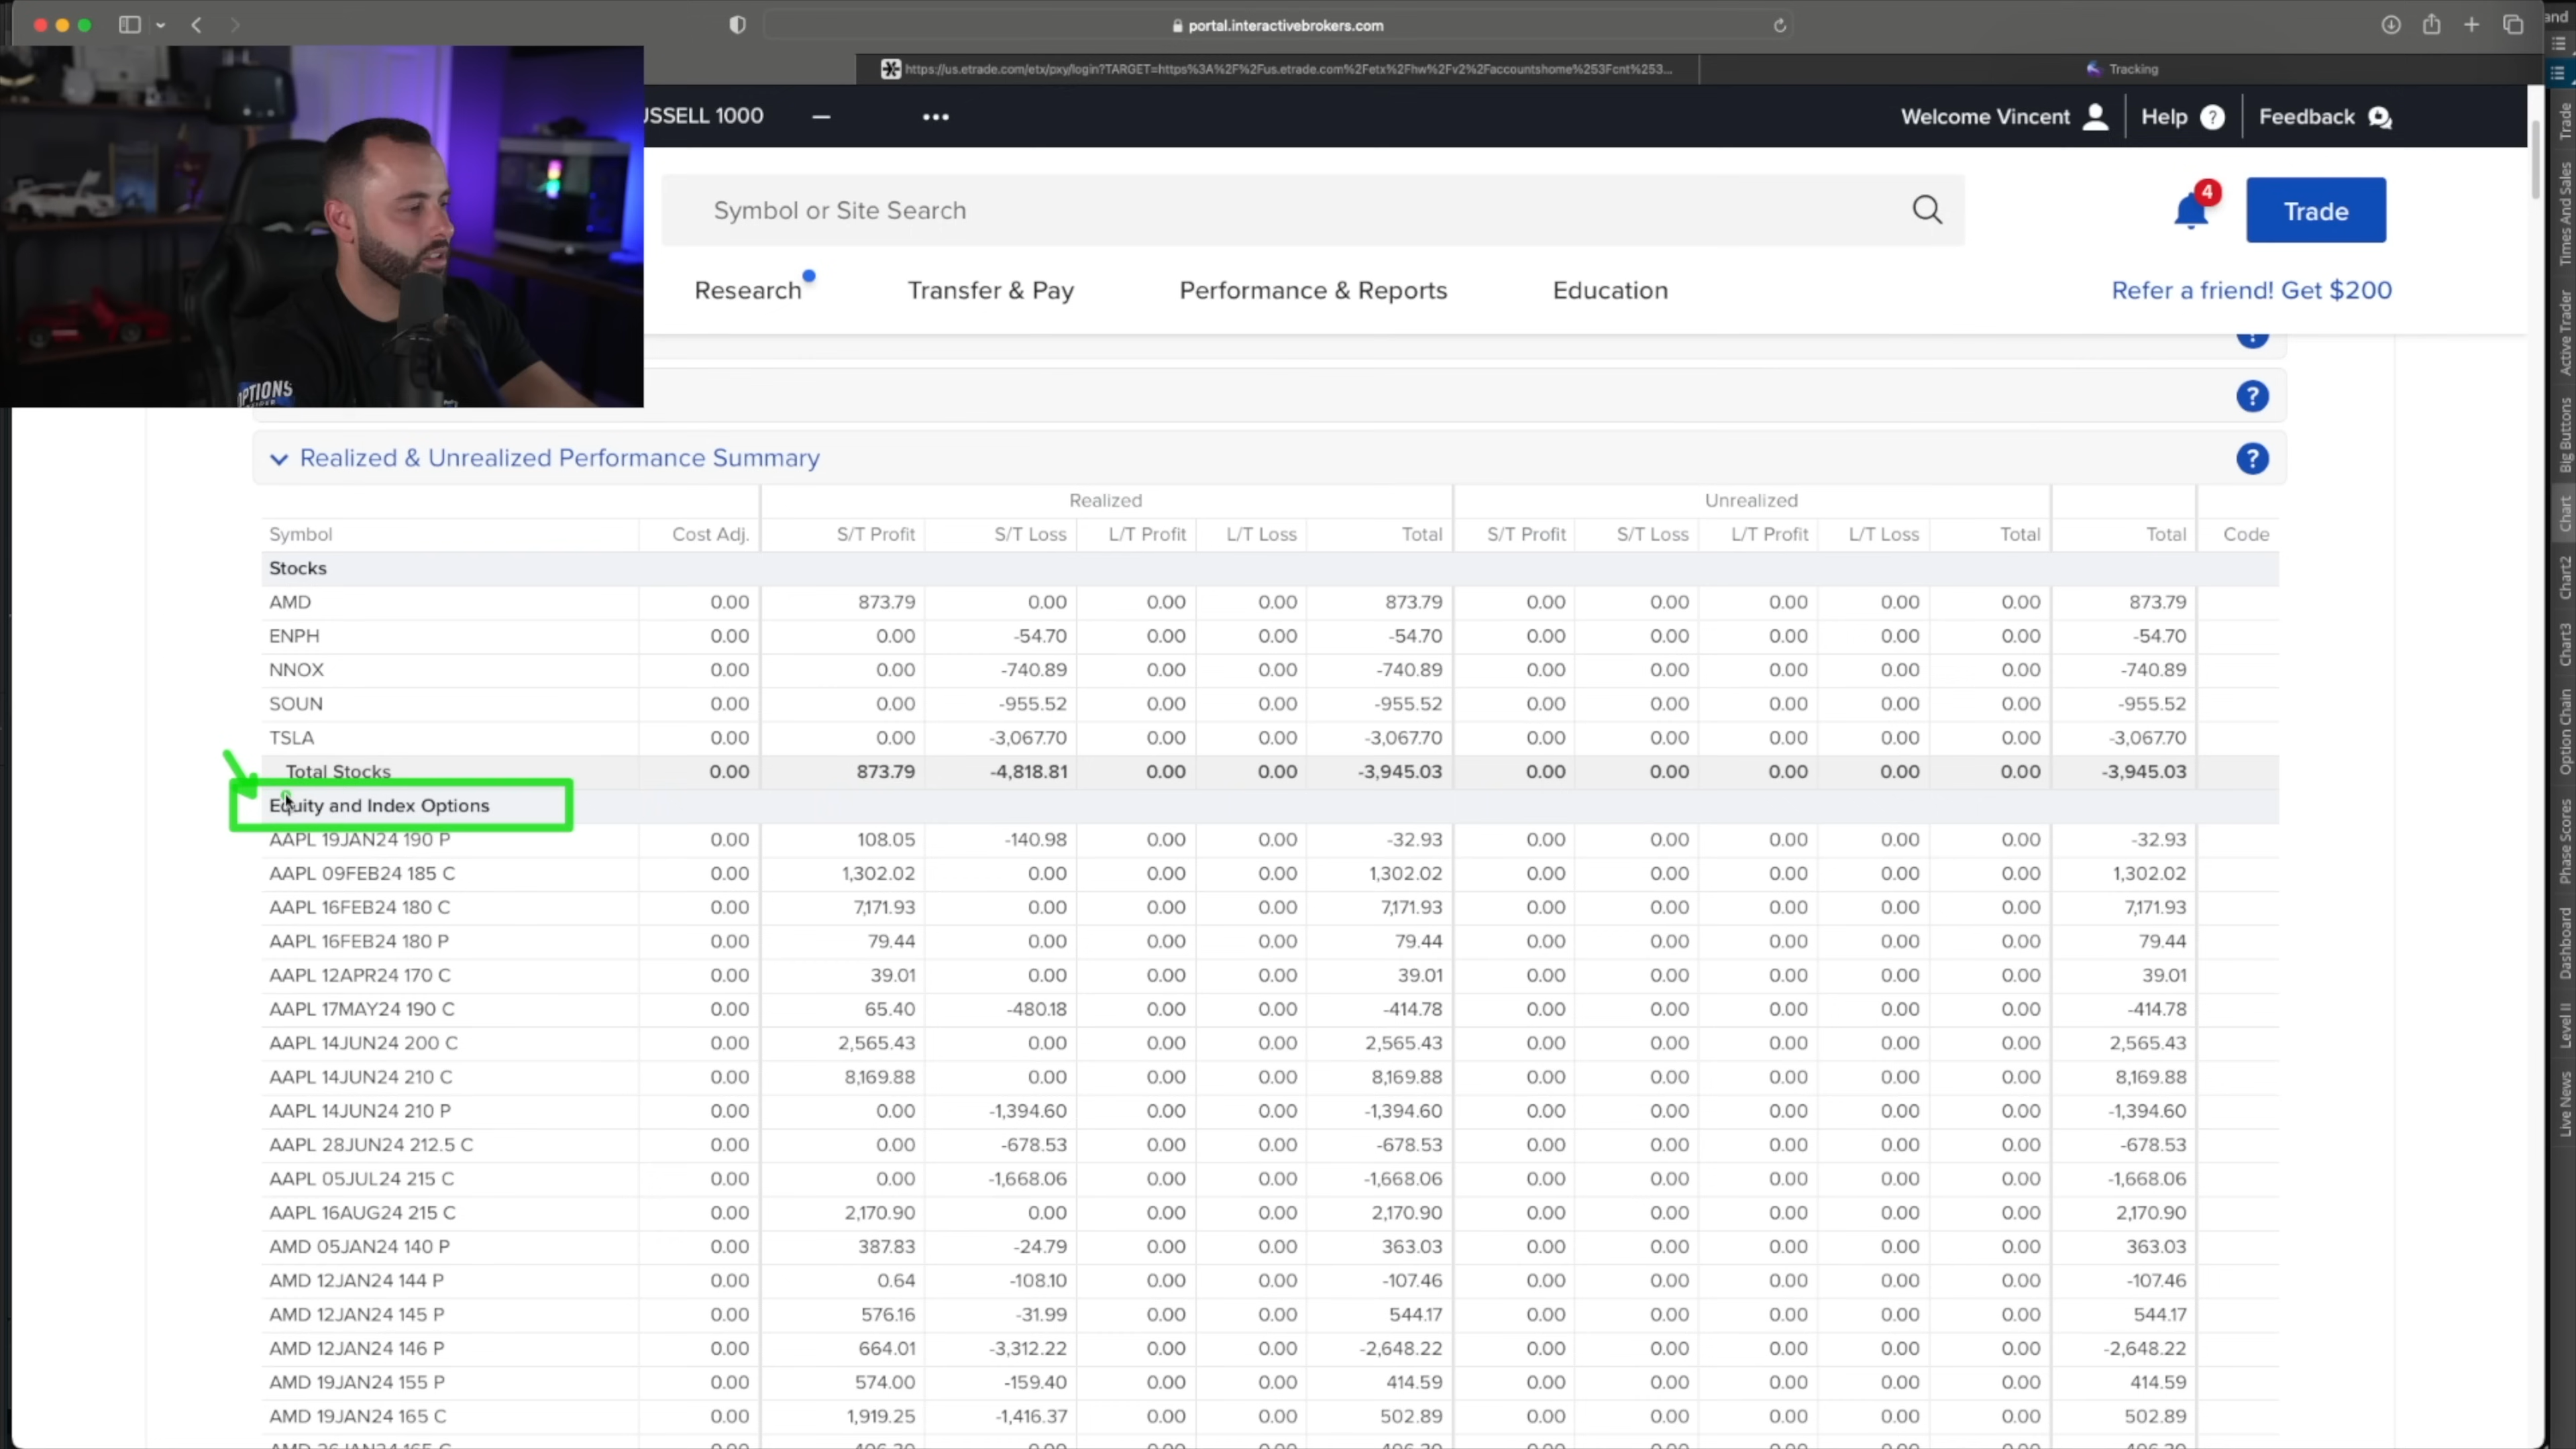 portal.interactivebrokers.com
and
https://us.etrade.com/etx/pxy/login?TARGET=https%3A%2F%2Fus.etrade.com%2Fetx%2Fhw%2Fv2%2Faccountshome%253Fcnt%253...
Tracking
USSELL 1000 — •••
Welcome Vincent
Help ?
Feedback
Symbol or Site Search
4
Trade
Research
Transfer & Pay
Performance & Reports
Education
Refer a friend! Get $200
OPTIONS
?
?
Realized & Unrealized Performance Summary ?
Realized Unrealized
Symbol Cost Adj. S/T Profit S/T Loss L/T Profit L/T Loss Total S/T Profit S/T Loss L/T Profit L/T Loss Total Total Code
Stocks
AMD 0.00 873.79 0.00 0.00 0.00 873.79 0.00 0.00 0.00 0.00 0.00 873.79
ENPH 0.00 0.00 -54.70 0.00 0.00 -54.70 0.00 0.00 0.00 0.00 0.00 -54.70
NNOX 0.00 0.00 -740.89 0.00 0.00 -740.89 0.00 0.00 0.00 0.00 0.00 -740.89
SOUN 0.00 0.00 -955.52 0.00 0.00 -955.52 0.00 0.00 0.00 0.00 0.00 -955.52
TSLA 0.00 0.00 -3,067.70 0.00 0.00 -3,067.70 0.00 0.00 0.00 0.00 0.00 -3,067.70
Total Stocks 0.00 873.79 -4,818.81 0.00 0.00 -3,945.03 0.00 0.00 0.00 0.00 0.00 -3,945.03
Equity and Index Options
AAPL 19JAN24 190 P 0.00 108.05 -140.98 0.00 0.00 -32.93 0.00 0.00 0.00 0.00 0.00 -32.93
AAPL 09FEB24 185 C 0.00 1,302.02 0.00 0.00 0.00 1,302.02 0.00 0.00 0.00 0.00 0.00 1,302.02
AAPL 16FEB24 180 C 0.00 7,171.93 0.00 0.00 0.00 7,171.93 0.00 0.00 0.00 0.00 0.00 7,171.93
AAPL 16FEB24 180 P 0.00 79.44 0.00 0.00 0.00 79.44 0.00 0.00 0.00 0.00 0.00 79.44
AAPL 12APR24 170 C 0.00 39.01 0.00 0.00 0.00 39.01 0.00 0.00 0.00 0.00 0.00 39.01
AAPL 17MAY24 190 C 0.00 65.40 -480.18 0.00 0.00 -414.78 0.00 0.00 0.00 0.00 0.00 -414.78
AAPL 14JUN24 200 C 0.00 2,565.43 0.00 0.00 0.00 2,565.43 0.00 0.00 0.00 0.00 0.00 2,565.43
AAPL 14JUN24 210 C 0.00 8,169.88 0.00 0.00 0.00 8,169.88 0.00 0.00 0.00 0.00 0.00 8,169.88
AAPL 14JUN24 210 P 0.00 0.00 -1,394.60 0.00 0.00 -1,394.60 0.00 0.00 0.00 0.00 0.00 -1,394.60
AAPL 28JUN24 212.5 C 0.00 0.00 -678.53 0.00 0.00 -678.53 0.00 0.00 0.00 0.00 0.00 -678.53
AAPL 05JUL24 215 C 0.00 0.00 -1,668.06 0.00 0.00 -1,668.06 0.00 0.00 0.00 0.00 0.00 -1,668.06
AAPL 16AUG24 215 C 0.00 2,170.90 0.00 0.00 0.00 2,170.90 0.00 0.00 0.00 0.00 0.00 2,170.90
AMD 05JAN24 140 P 0.00 387.83 -24.79 0.00 0.00 363.03 0.00 0.00 0.00 0.00 0.00 363.03
AMD 12JAN24 144 P 0.00 0.64 -108.10 0.00 0.00 -107.46 0.00 0.00 0.00 0.00 0.00 -107.46
AMD 12JAN24 145 P 0.00 576.16 -31.99 0.00 0.00 544.17 0.00 0.00 0.00 0.00 0.00 544.17
AMD 12JAN24 146 P 0.00 664.01 -3,312.22 0.00 0.00 -2,648.22 0.00 0.00 0.00 0.00 0.00 -2,648.22
AMD 19JAN24 155 P 0.00 574.00 -159.40 0.00 0.00 414.59 0.00 0.00 0.00 0.00 0.00 414.59
AMD 19JAN24 165 C 0.00 1,919.25 -1,416.37 0.00 0.00 502.89 0.00 0.00 0.00 0.00 0.00 502.89
Trade
Times And Sales
Active Trader
Big Buttons
Chart
Chart2
Chart3
Option Chain
Phase Scores
Dashboard
Level II
Live News